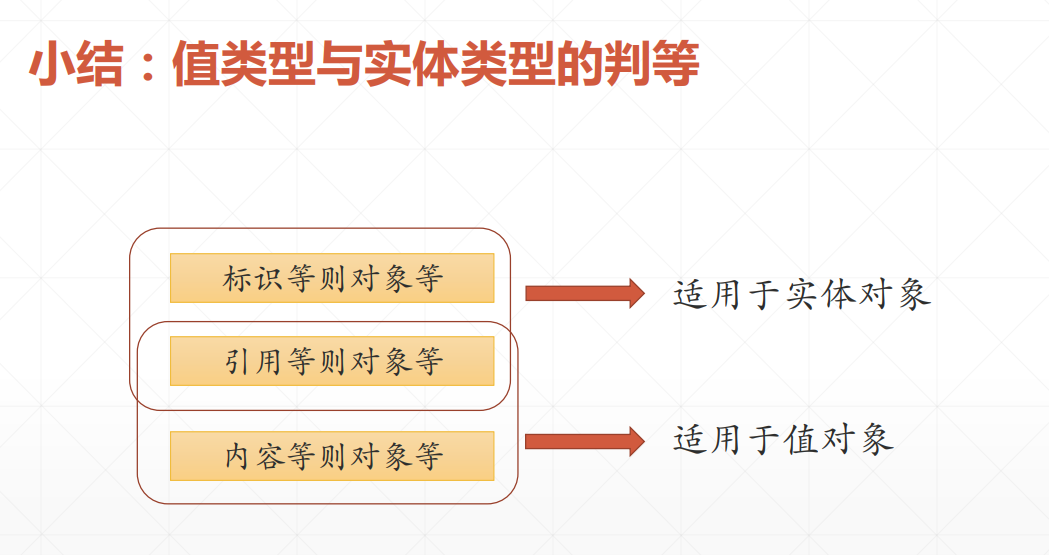 小结：值类型与实体类型的判等
标识等则对象等
适用于实体对象
引用等则对象等
内容等则对象等
适用于值对象